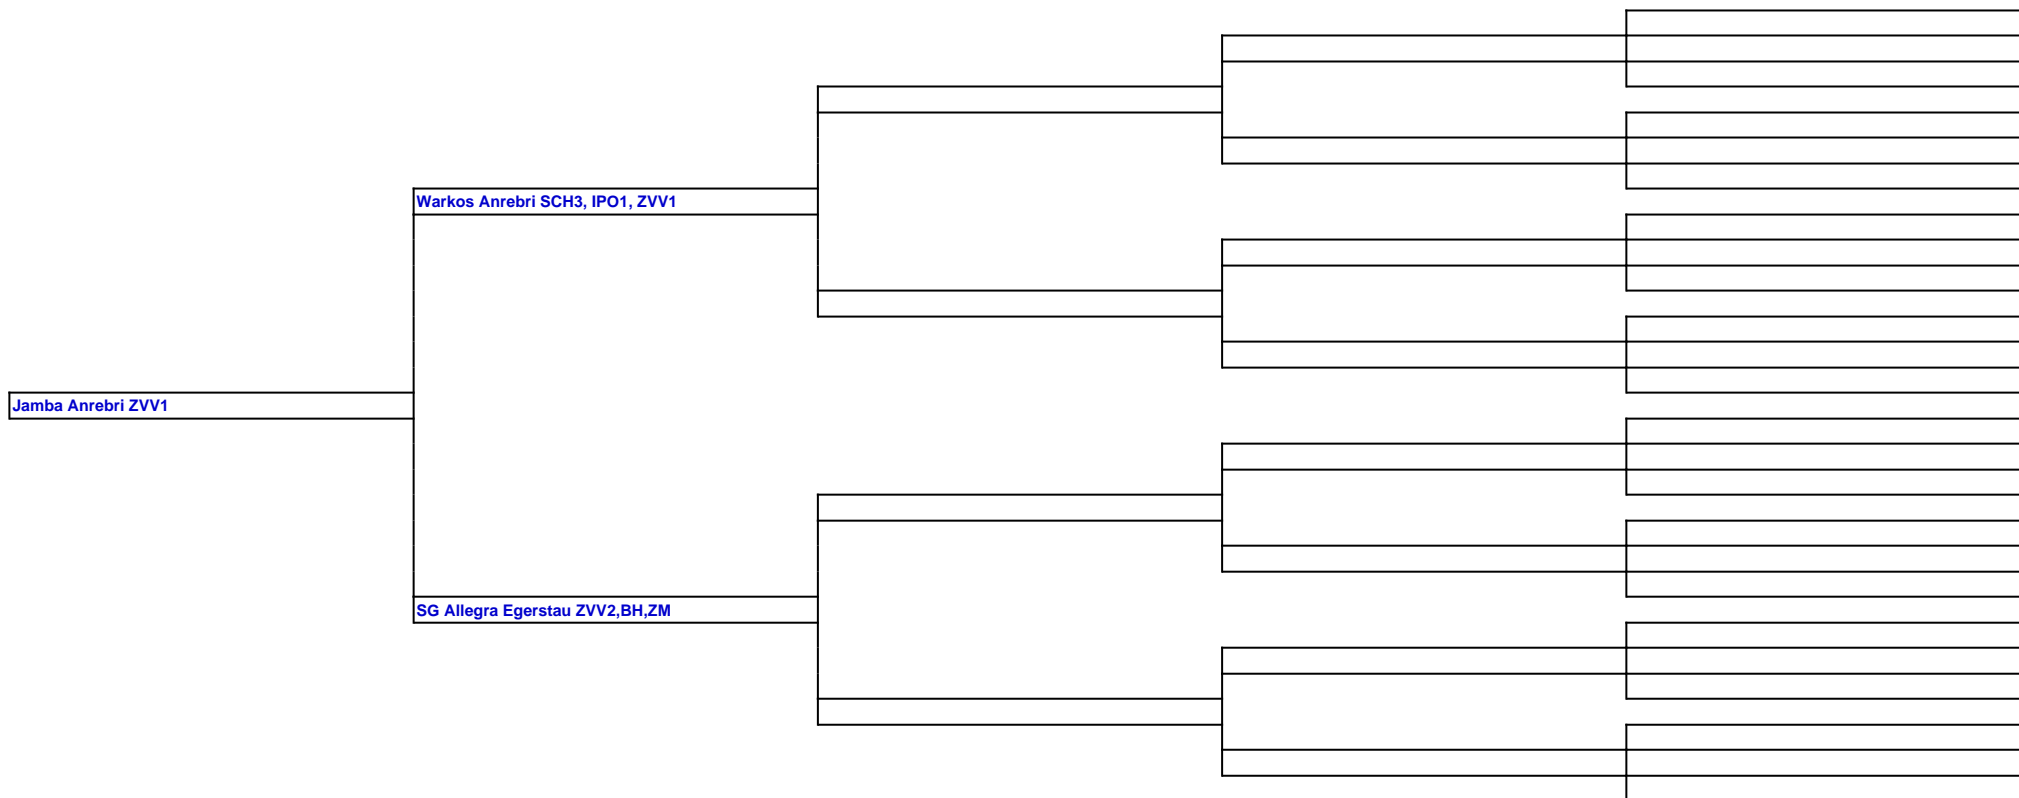 Warkos Anrebri SCH3, IPO1, ZVV1
Jamba Anrebri ZVV1
SG Allegra Egerstau ZVV2,BH,ZM